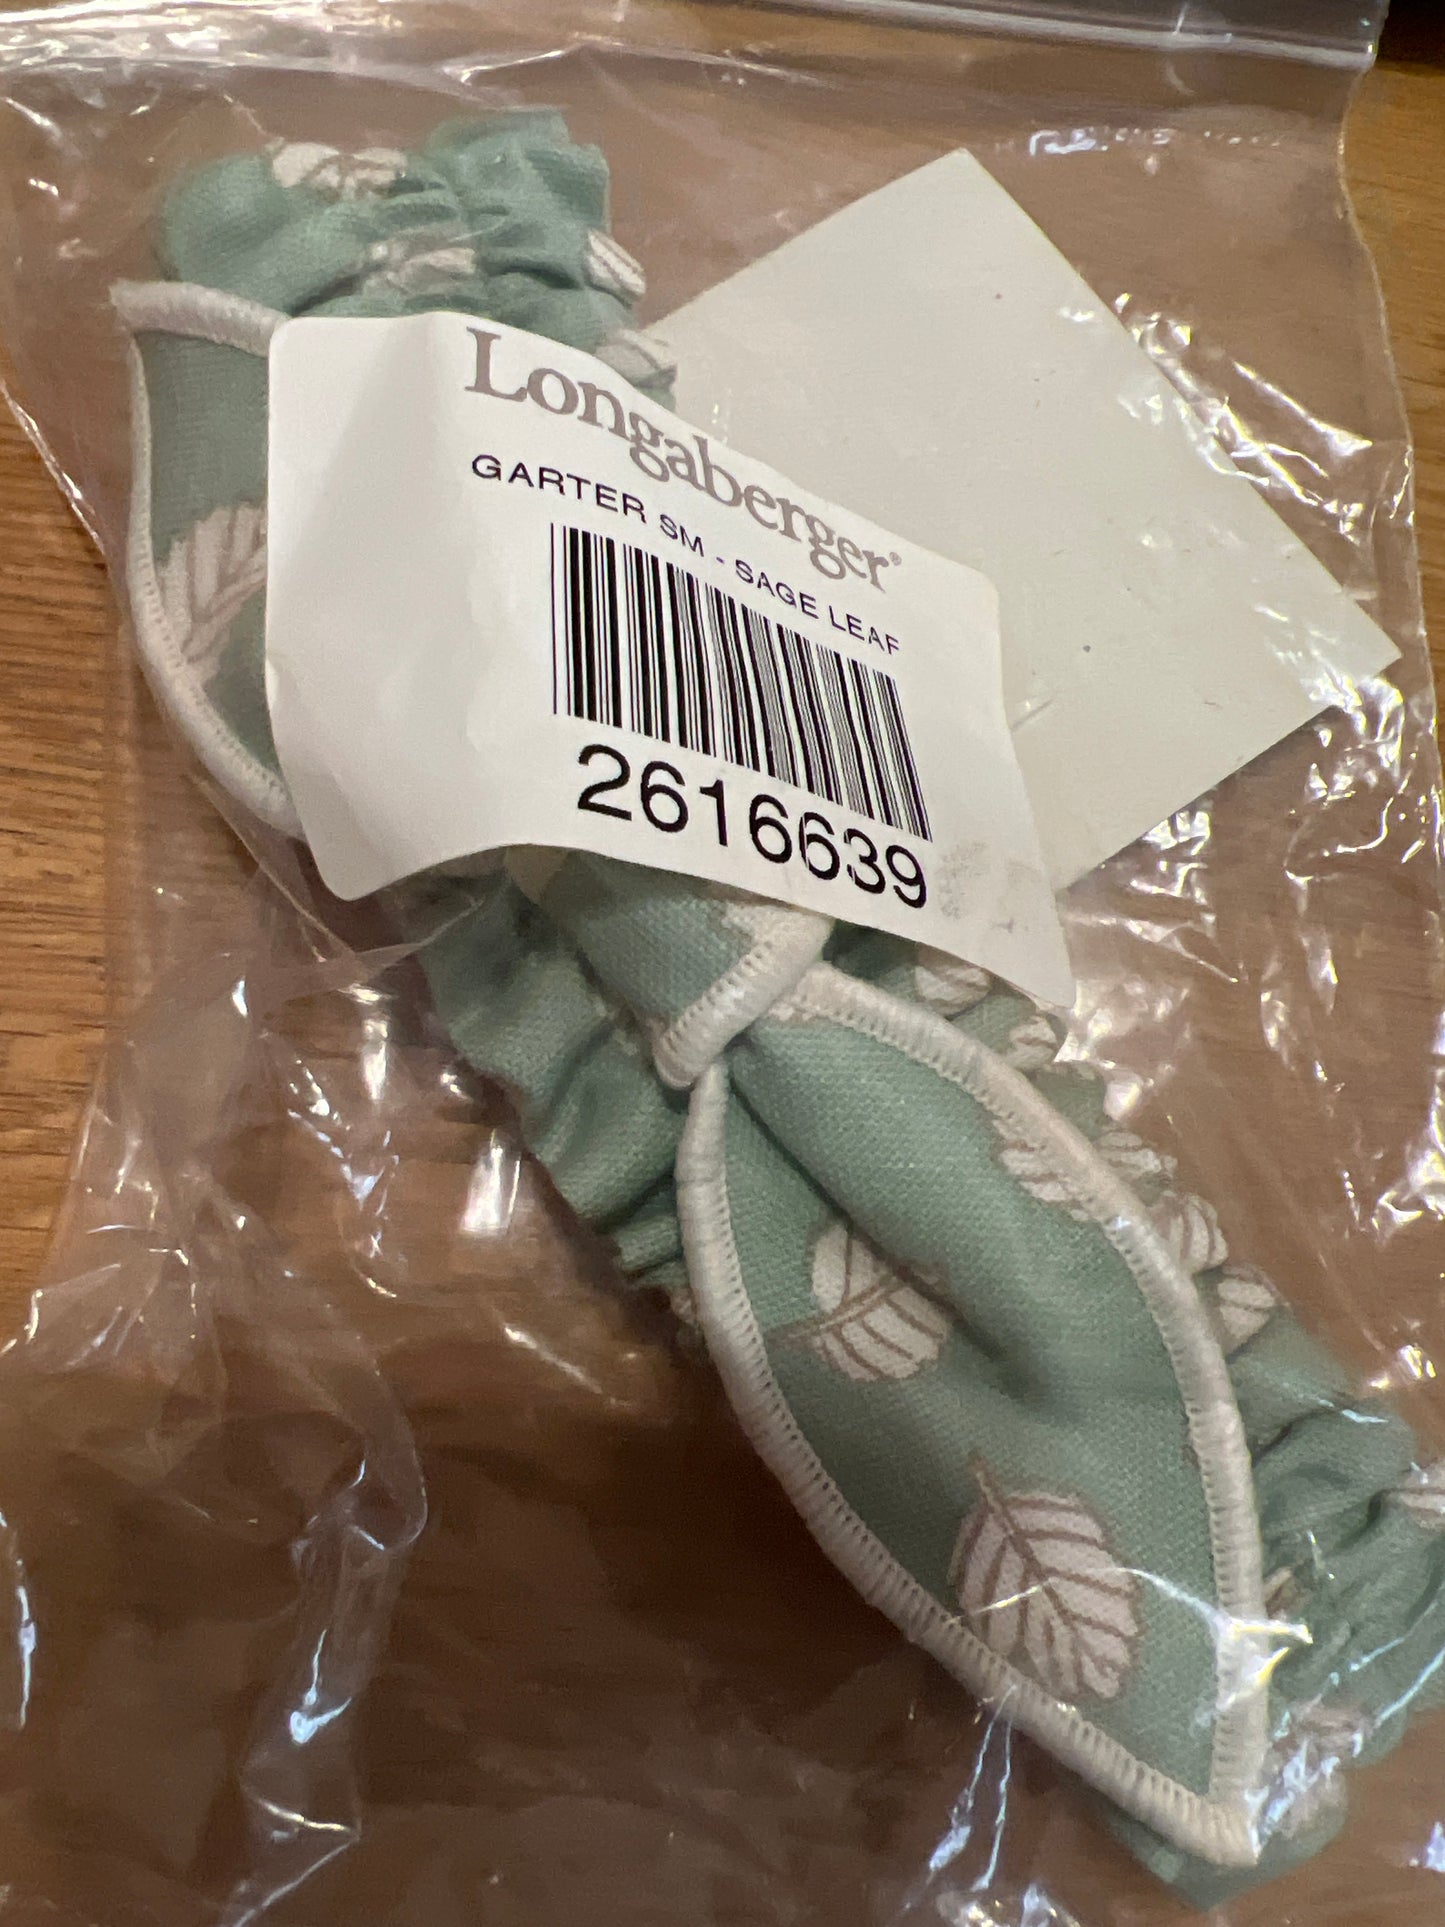 Longaberger®
GARTER SM - SAGE LEAF
2616639